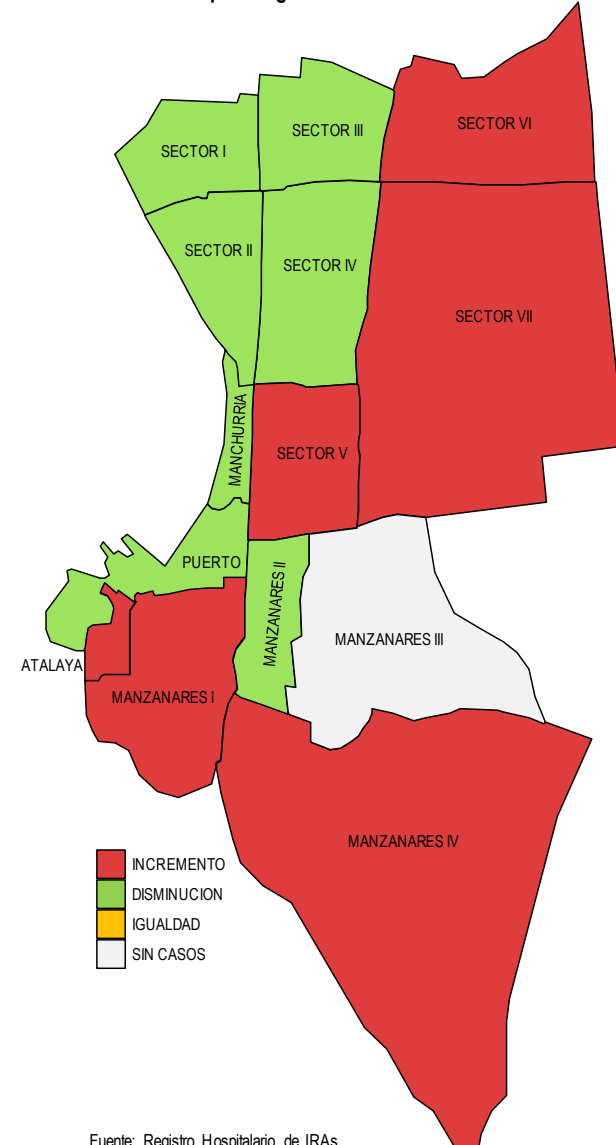 SECTOR I
SECTOR III
SECTOR VI
SECTOR II
SECTOR IV
SECTOR VII
MANCHURRIA
SECTOR V
PUERTO
MANZANARES II
MANZANARES III
ATALAYA
MANZANARES I
MANZANARES IV
INCREMENTO
DISMINUCION
IGUALDAD
SIN CASOS
Fuente: Registro Hospitalario de IRAs